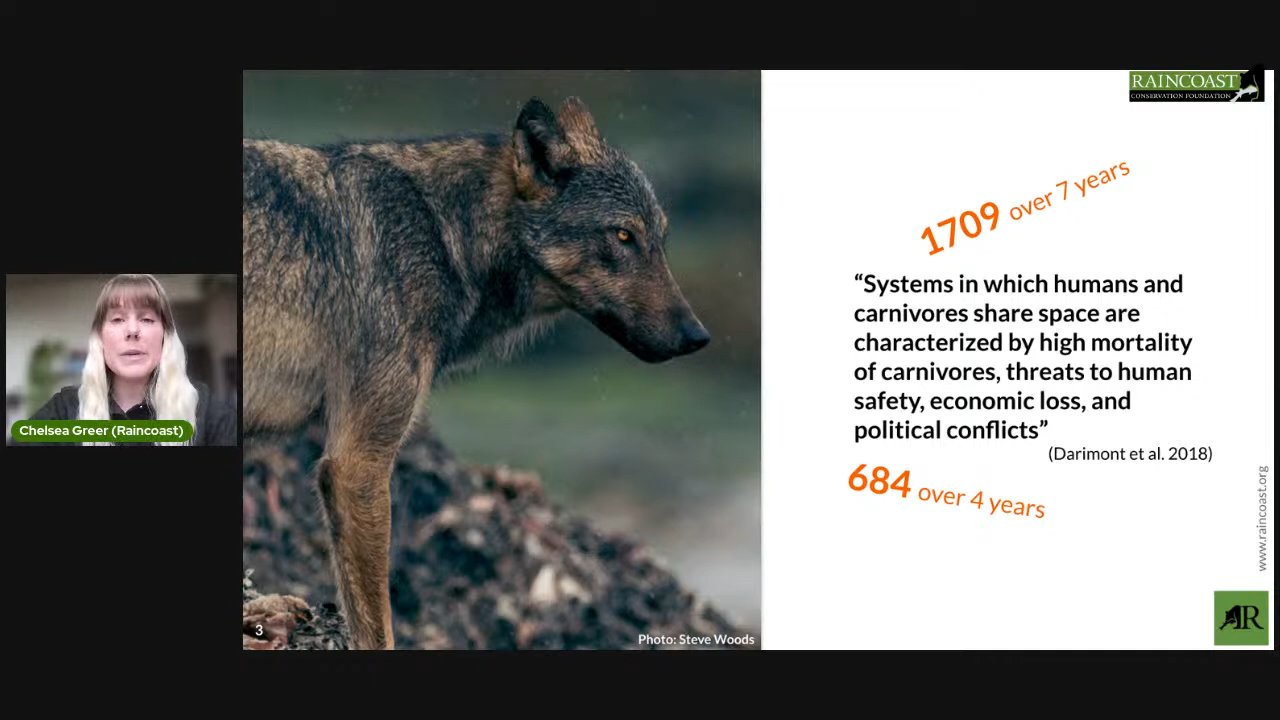 RAINCOAST
CONSERVATION FOUNDATION
1709 over 7 years
“Systems in which humans and
carnivores share space are
characterized by high mortality
of carnivores, threats to human
safety, economic loss, and
political conflicts”
(Darimont et al. 2018)
684 over 4 years
www.raincoast.org
Chelsea Greer (Raincoast)
3
Photo: Steve Woods
R